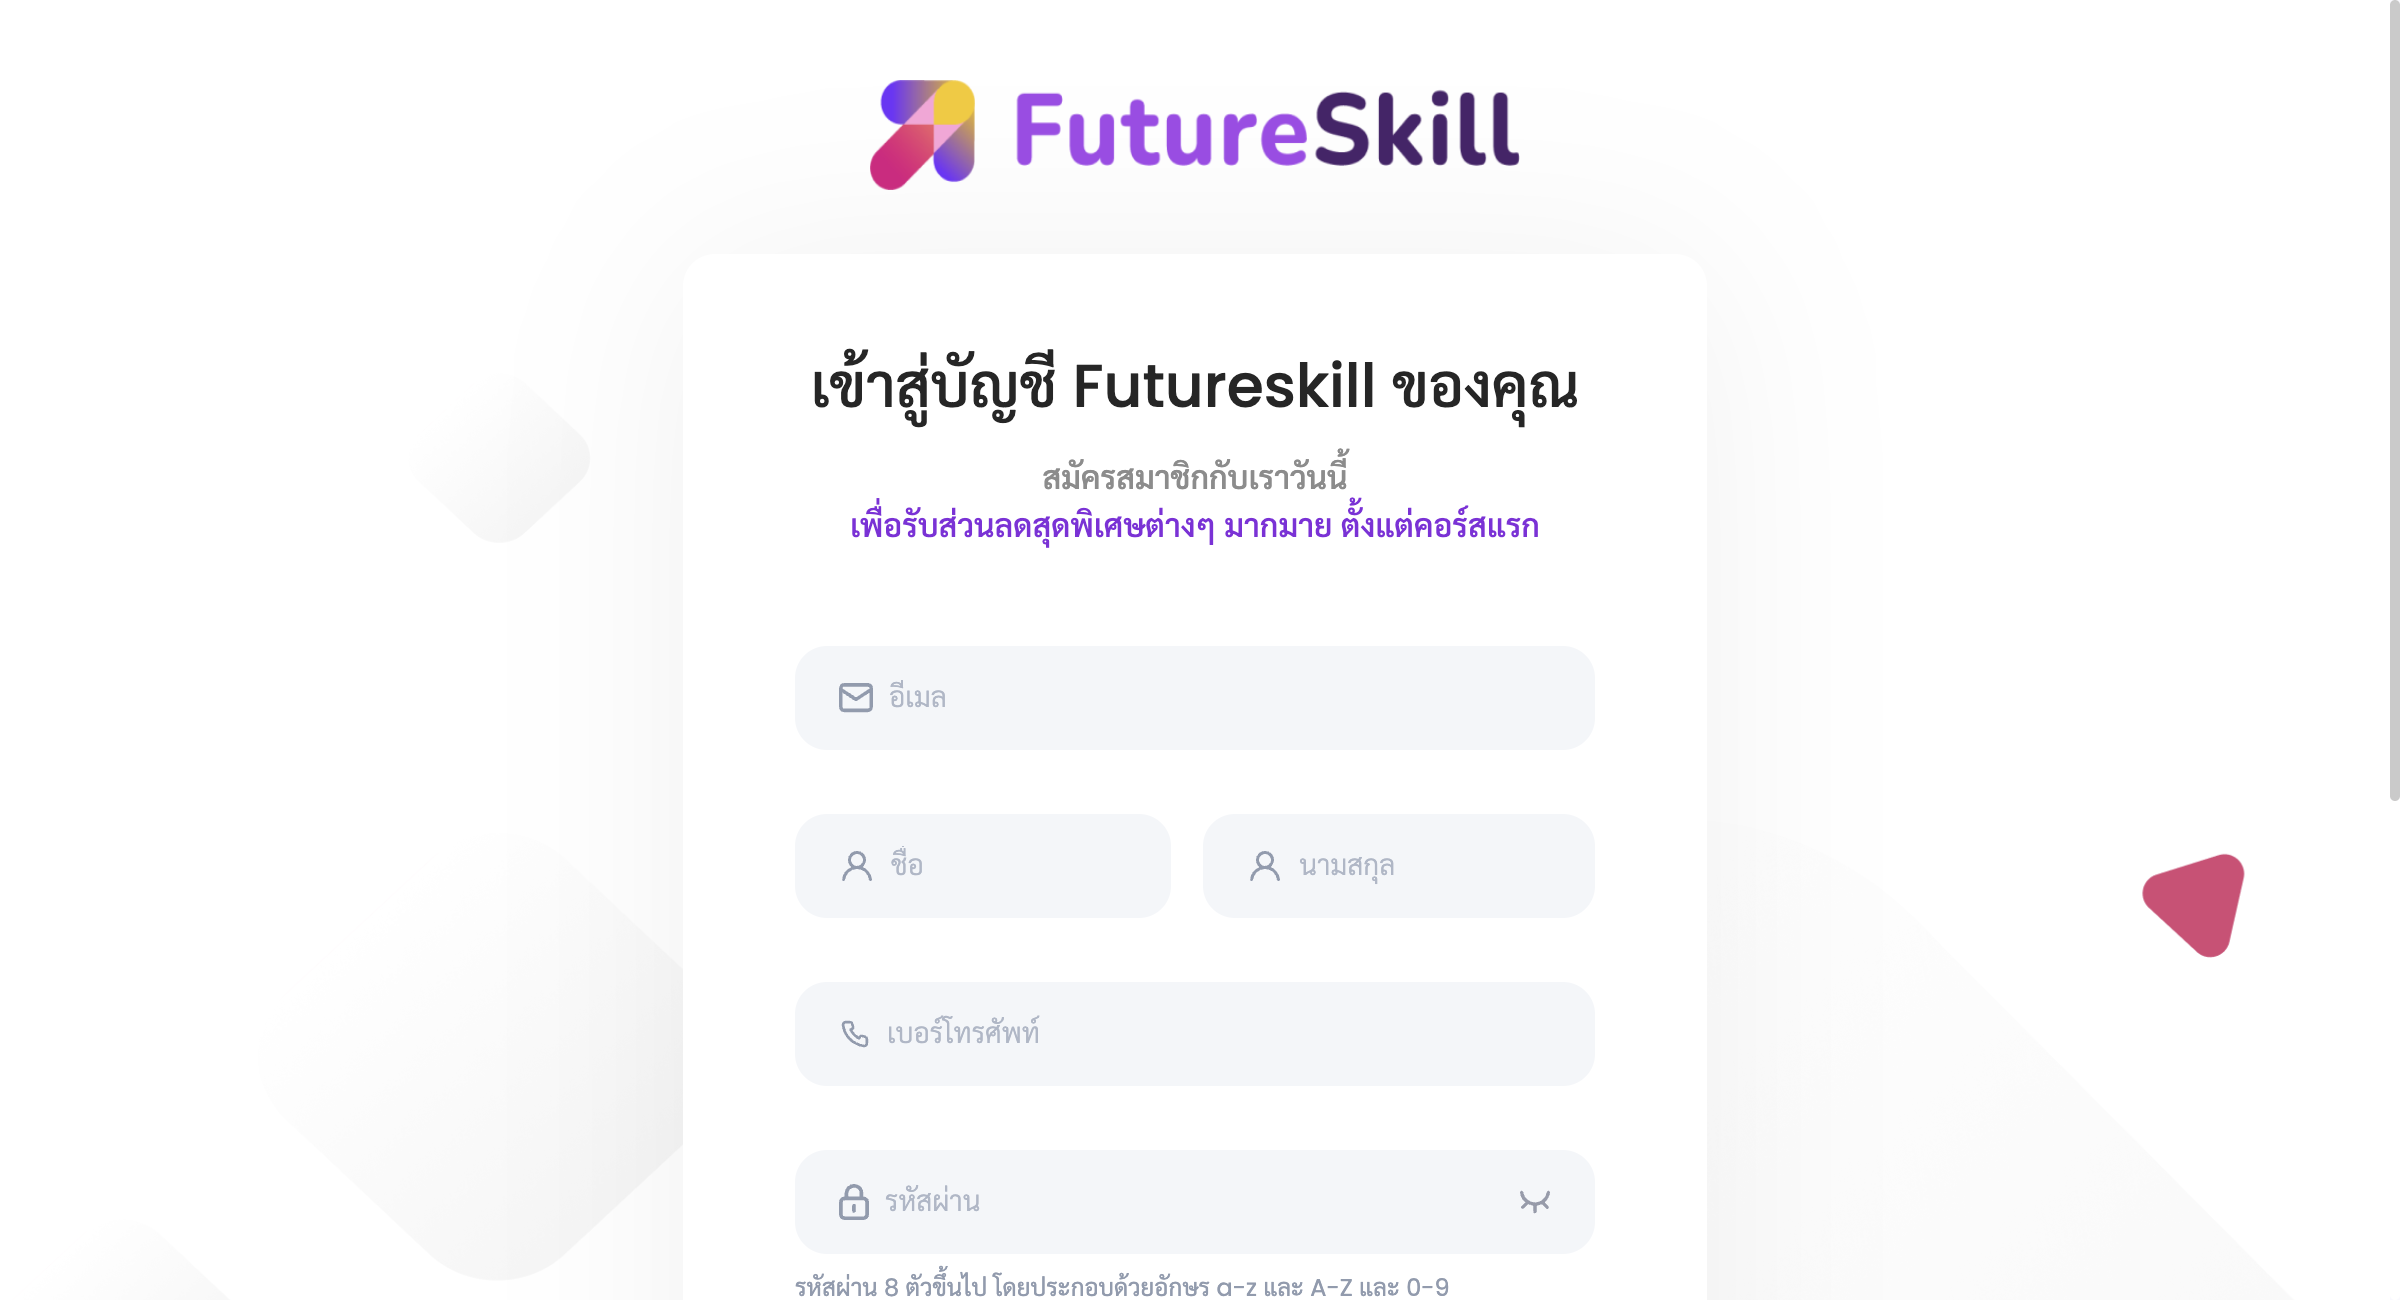 FutureSkill
เข้าสู่บัญชี Futureskill ของคุณ
สมัครสมาชิกกับเราวันนี้
เพื่อรับส่วนลดสุดพิเศษต่างๆ มากมาย ตั้งแต่คอร์สแรก
อีเมล
ชื่อ นามสกุล
เบอร์โทรศัพท์
รหัสผ่าน
รหัสผ่าน 8 ตัวขึ้นไป โดยประกอบด้วยอักษร a-z และ A-Z และ 0-9